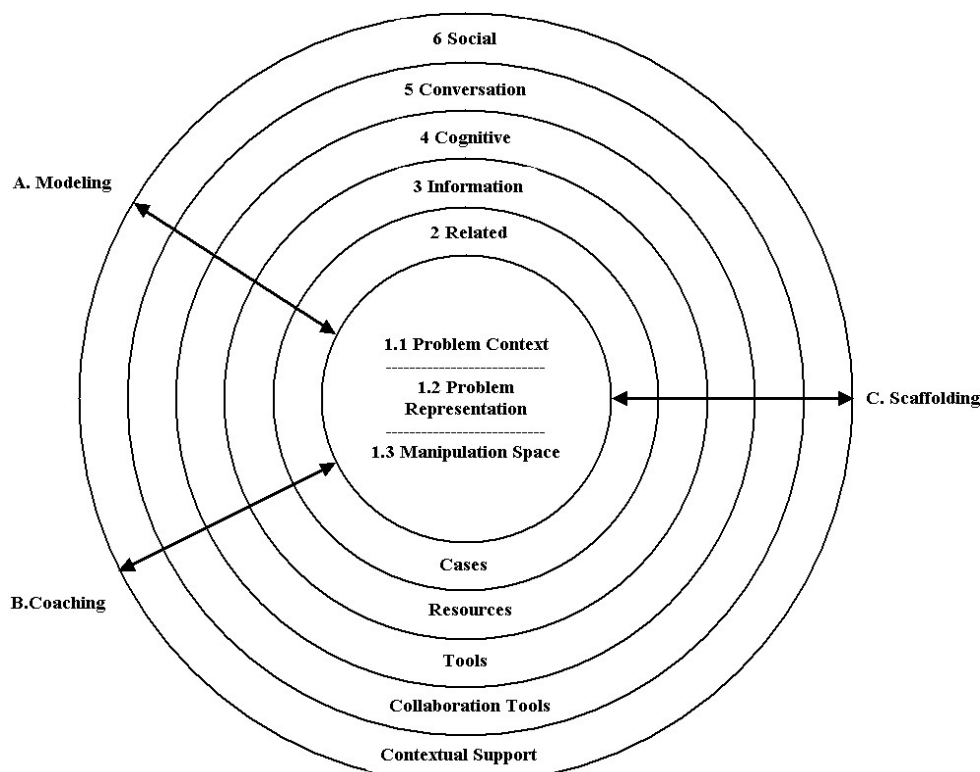 6 Social
5 Conversation
4 Cognitive
A. Modeling
3 Information
2 Related
1.1 Problem Context
1.2 Problem
Representation
C. Scaffolding
1.3 Manipulation Space
Cases
B.Coaching
Resources
Tools
Collaboration Tools
Contextual Support